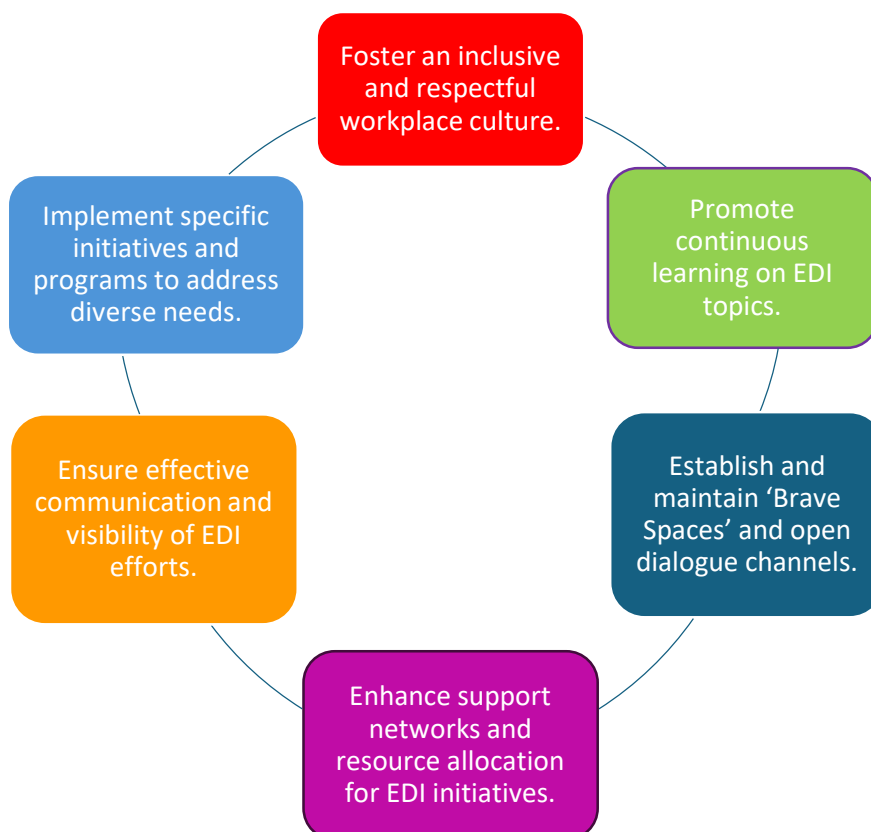 Foster an inclusive
and respectful
workplace culture.
Promote
continuous
learning on EDI
topics.
Establish and
maintain ‘Brave
Spaces’ and open
dialogue channels.
Enhance support
networks and
resource allocation
for EDI initiatives.
Ensure effective
communication and
visibility of EDI
efforts.
Implement specific
initiatives and
programs to address
diverse needs.